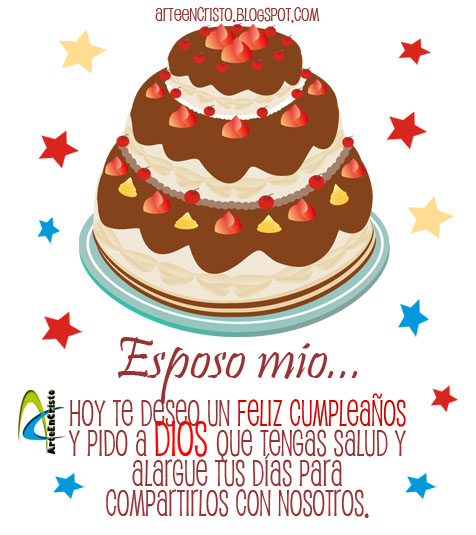 ARTEENCRISTO.BLOGSPOT.COM
Esposo mío...
HOY TE DESEO UN FELIZ CUMPLEAÑOS
Y PIDO A DIOS QUE TENGAS SALUD Y
ALARGUE TUS DÍAS PARA
COMPARTIRLOS CON NOSOTROS.
ArteEnCristo